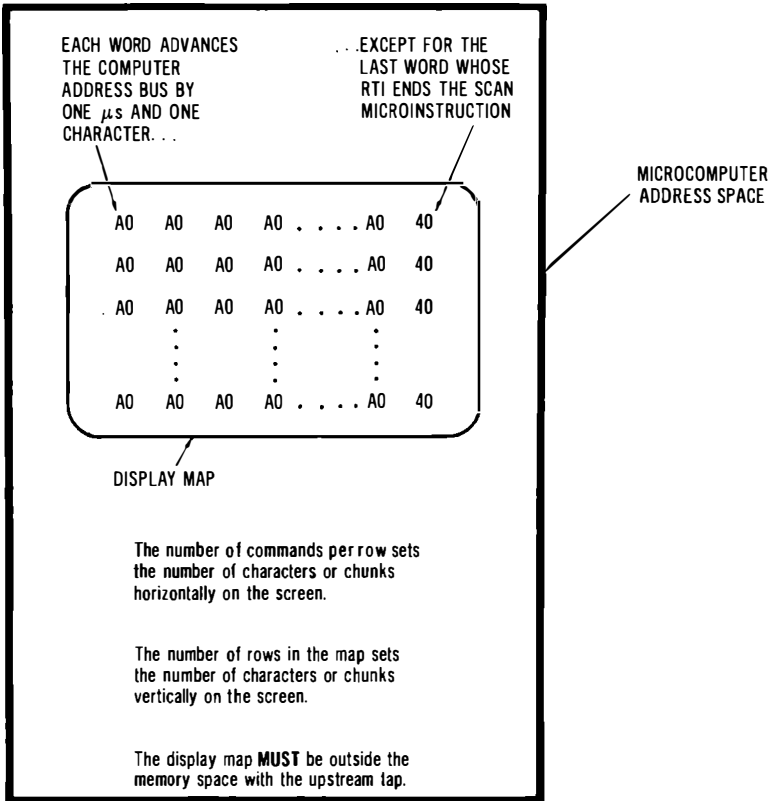 EACH WORD ADVANCES
THE COMPUTER
ADDRESS BUS BY
ONE μs AND ONE
CHARACTER. . .
. . .EXCEPT FOR THE
LAST WORD WHOSE
RTI ENDS THE SCAN
MICROINSTRUCTION
MICROCOMPUTER
ADDRESS SPACE
A0 A0 A0 A0 . . . . A0 40
A0 A0 A0 A0 . . . . A0 40
A0 A0 A0 A0 . . . . A0 40
A0 A0 A0 A0 . . . . A0 40
DISPLAY MAP
The number of commands per row sets
the number of characters or chunks
horizontally on the screen.
The number of rows in the map sets
the number of characters or chunks
vertically on the screen.
The display map MUST be outside the
memory space with the upstream tap.